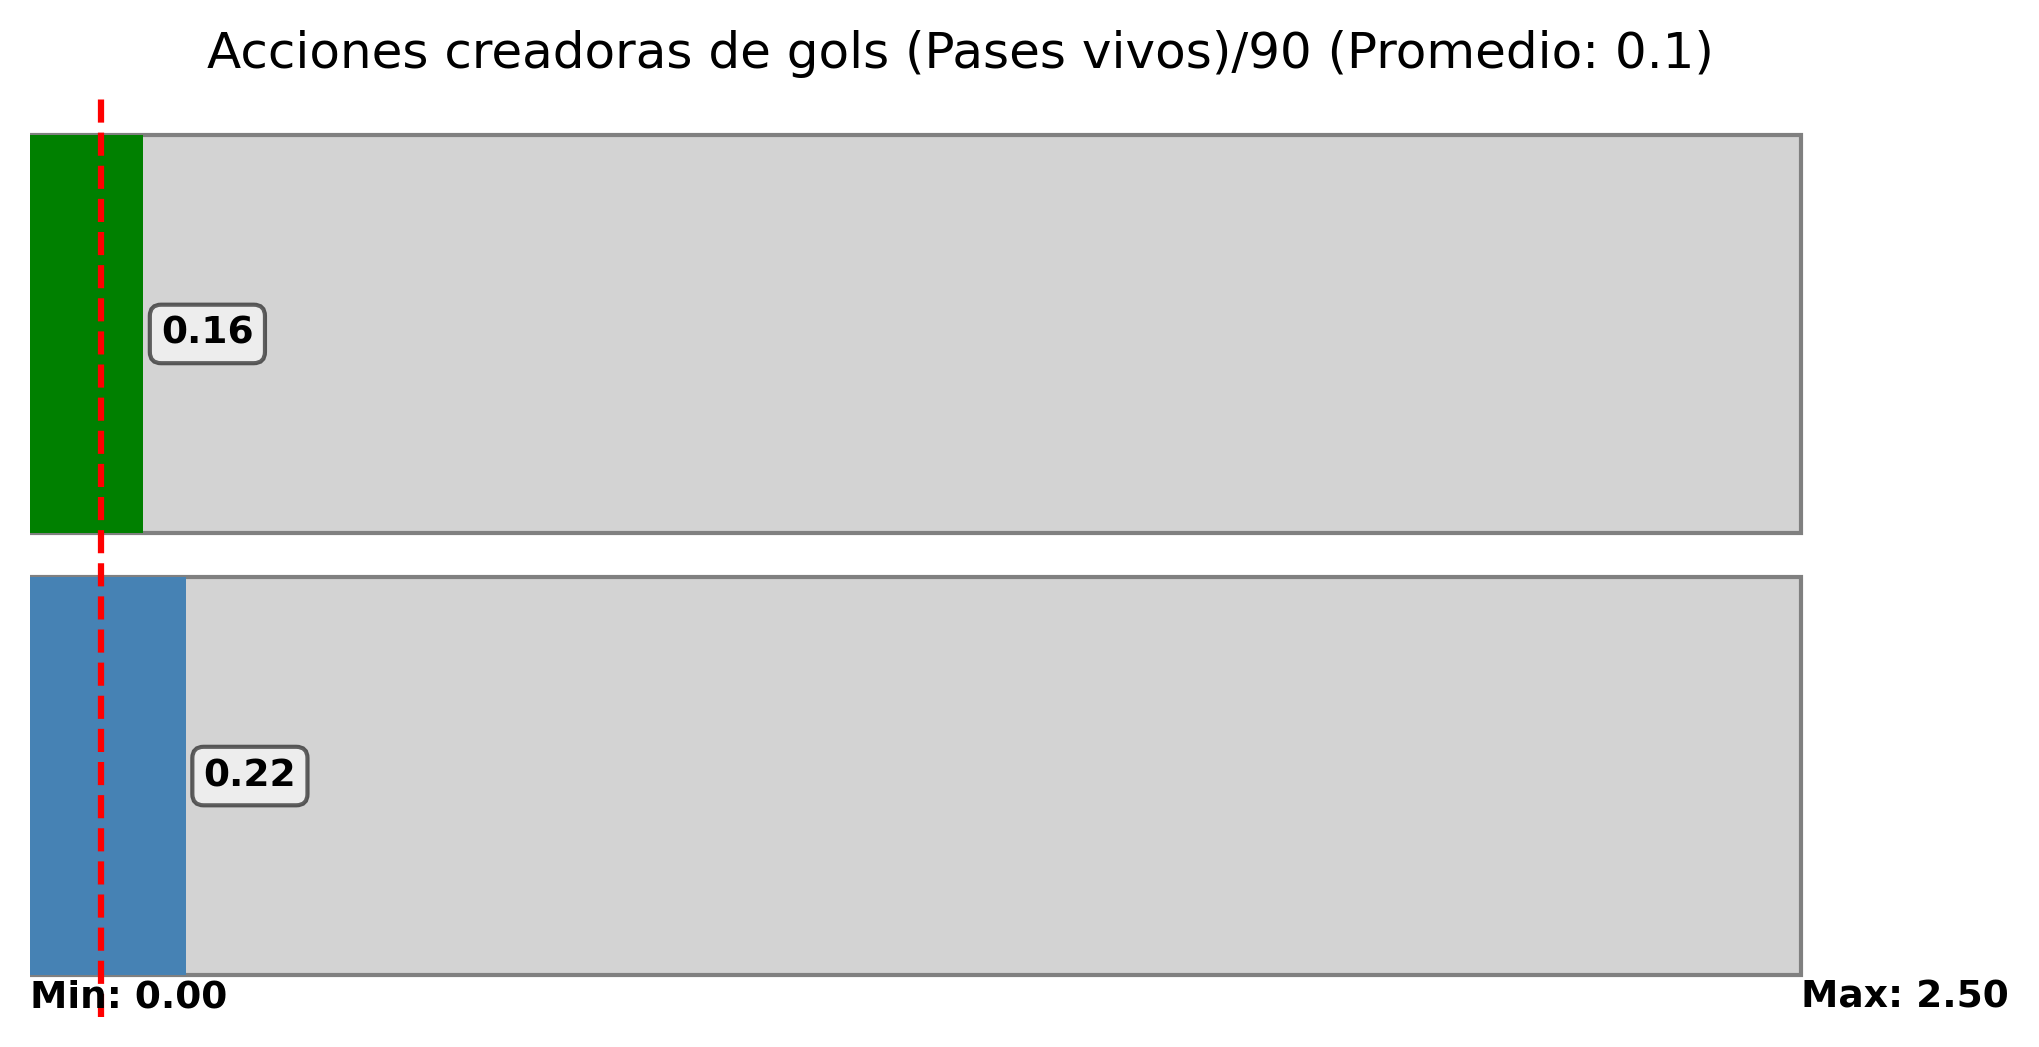 Acciones creadoras de gols (Pases vivos)/90 (Promedio: 0.1)
0.16
0.22
Min: 0.00
Max: 2.50